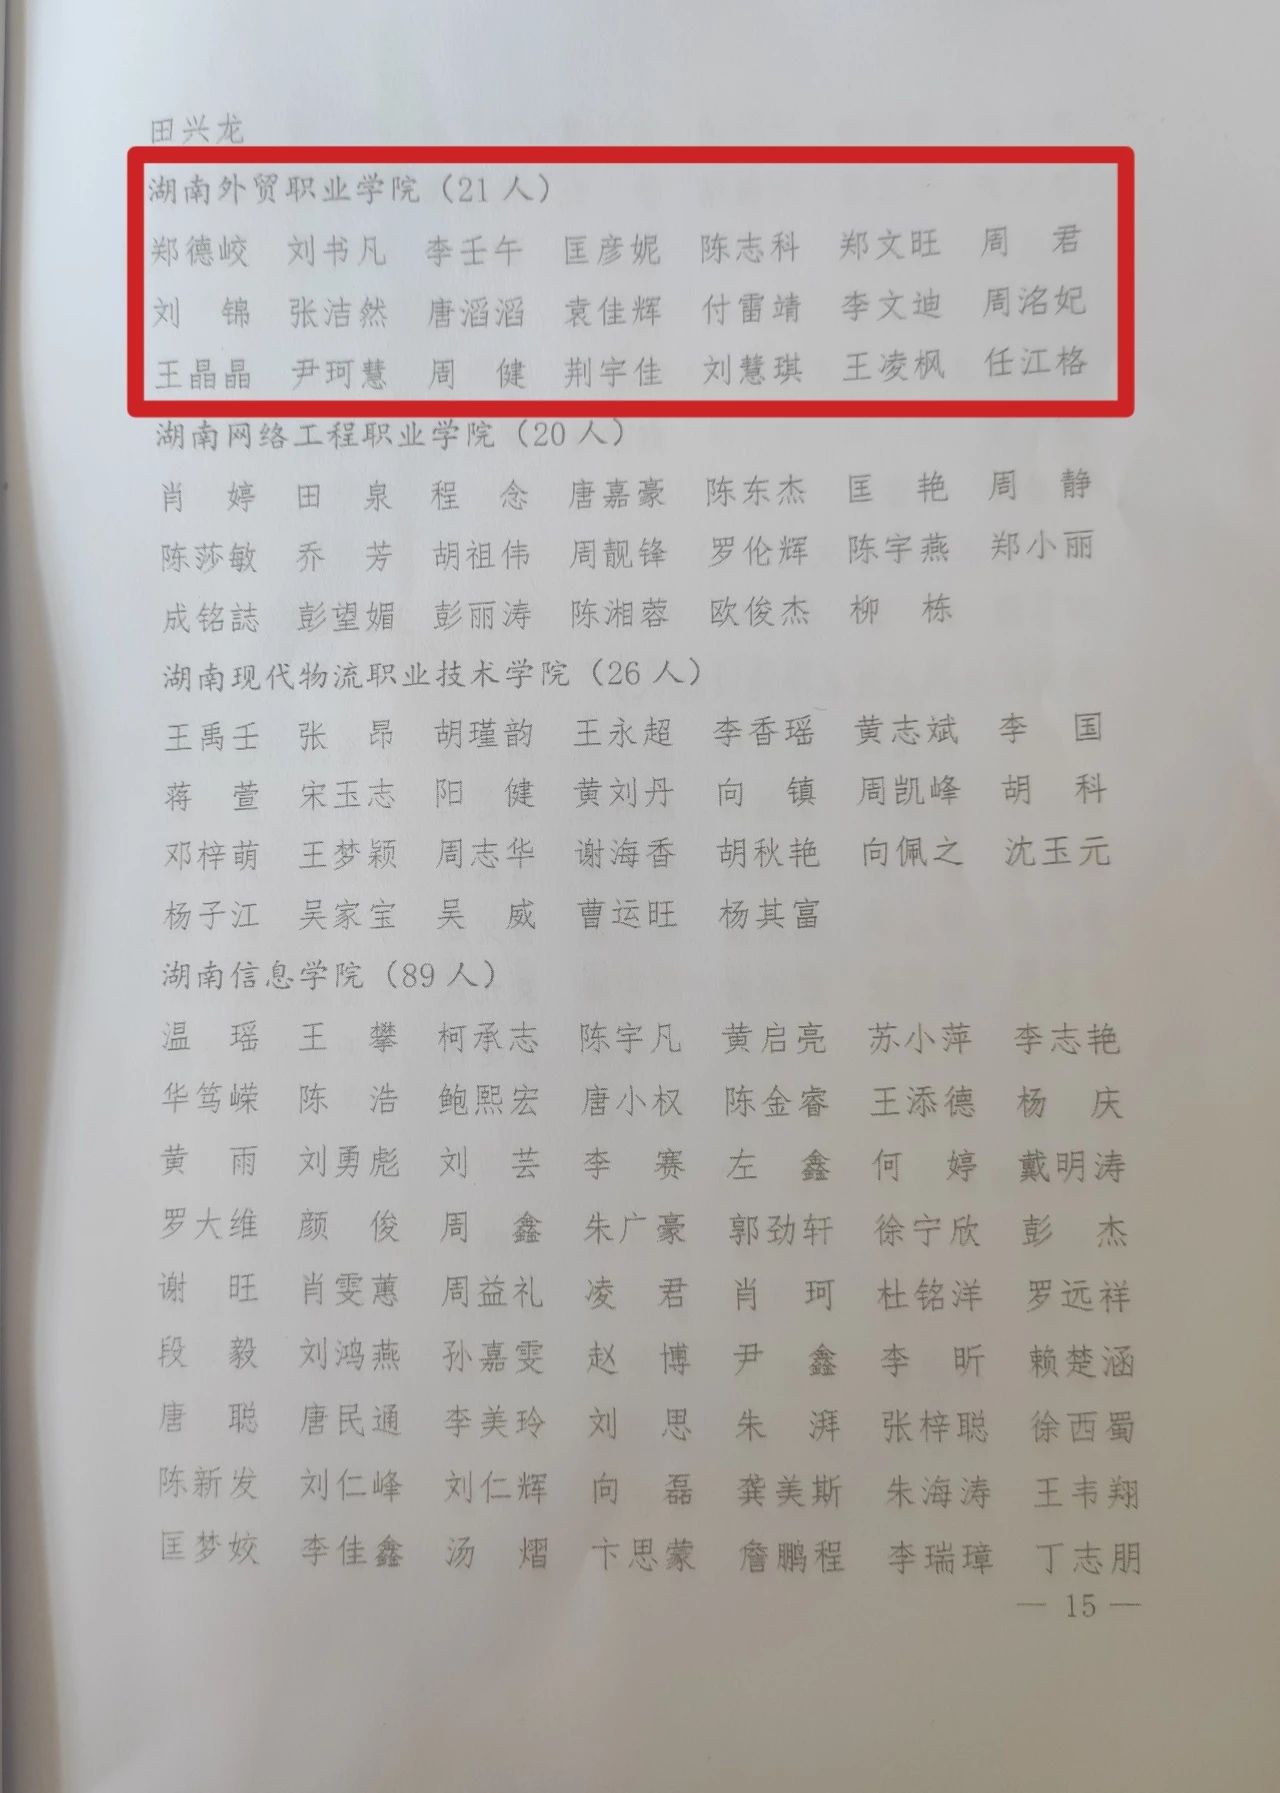 田兴龙
湖南外贸职业学院（21人）
郑德峧 刘书凡 李壬午 匡彦妮 陈志科 郑文旺 周 君
刘 锦 张洁然 唐滔滔 袁佳辉 付雷靖 李文迪 周洺妃
王晶晶 尹珂慧 周 健 荆宇佳 刘慧琪 王凌枫 任江格
湖南网络工程职业学院（20人）
肖 婷 田 泉 程 念 唐嘉豪 陈东杰 匡 艳 周 静
陈莎敏 乔 芳 胡祖伟 周靓锋 罗伦辉 陈宇燕 郑小丽
成铭誌 彭望媚 彭丽涛 陈湘蓉 欧俊杰 柳 栋
湖南现代物流职业技术学院（26人）
王禹壬 张 昂 胡瑾韵 王永超 李香瑶 黄志斌 李 国
蒋 萱 宋玉志 阳 健 黄刘丹 向 镇 周凯峰 胡 科
邓梓萌 王梦颖 周志华 谢海香 胡秋艳 向佩之 沈玉元
杨子江 吴家宝 吴 威 曹运旺 杨其富
湖南信息学院（89人）
温 瑶 王 攀 柯承志 陈宇凡 黄启亮 苏小萍 李志艳
华笃嵘 陈 浩 鲍熙宏 唐小权 陈金睿 王添德 杨 庆
黄 雨 刘勇彪 刘 芸 李 赛 左 鑫 何 婷 戴明涛
罗大维 颜 俊 周 鑫 朱广豪 郭劲轩 徐宁欣 彭 杰
谢 旺 肖雯蕙 周益礼 凌 君 肖 珂 杜铭洋 罗远祥
段 毅 刘鸿燕 孙嘉雯 赵 博 尹 鑫 李 昕 赖楚涵
唐 聪 唐民通 李美玲 刘 思 朱 湃 张梓聪 徐西蜀
陈新发 刘仁峰 刘仁辉 向 磊 龚美斯 朱海涛 王韦翔
匡梦姣 李佳鑫 汤 熠 卞思蒙 詹鹏程 李瑞璋 丁志朋
— 15 —